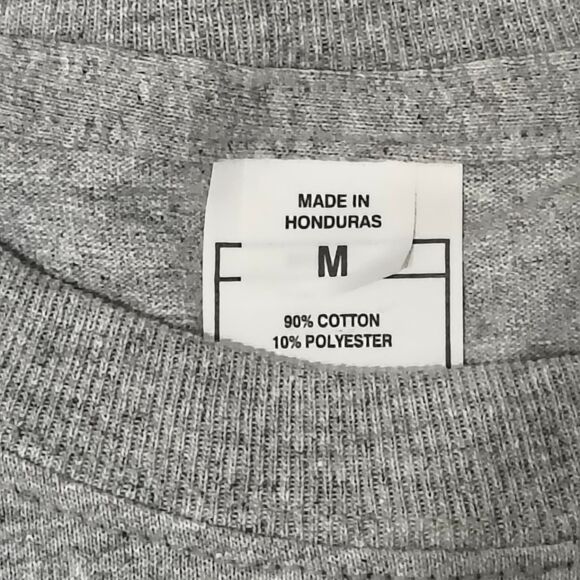 MADE IN
HONDURAS
M
90% COTTON
10% POLYESTER